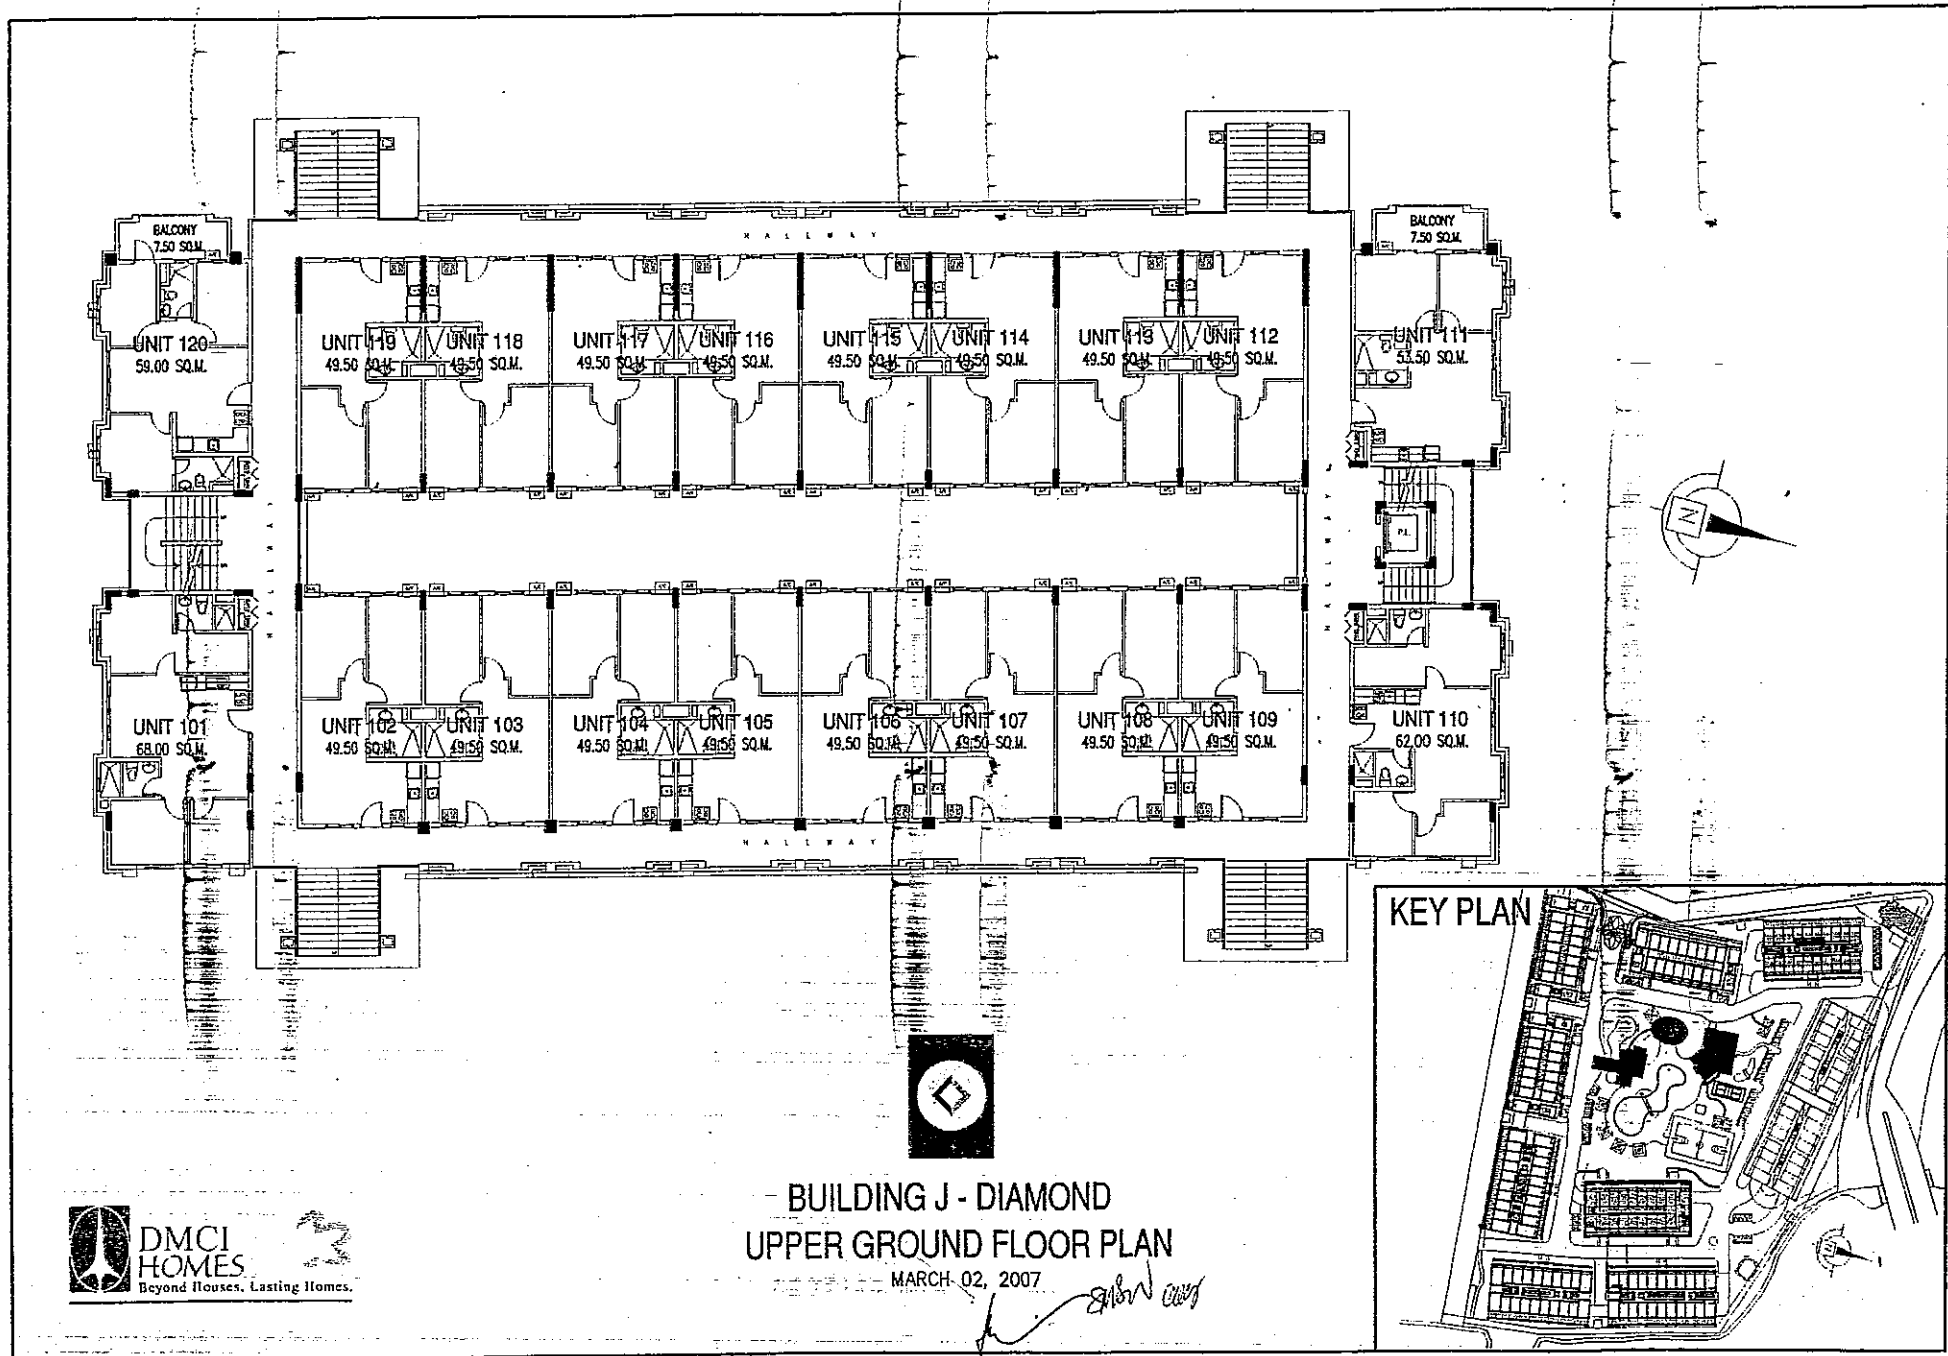 HALLWAY
BALCONY
7.50 SQ.M.
BALCONY
7.50 SQ.M.
UNIT 120
59.00 SQ.M.
UNIT 119
49.50 SQ.M.
UNIT 118
49.50 SQ.M.
UNIT 117
49.50 SQ.M.
UNIT 116
49.50 SQ.M.
UNIT 115
49.50 SQ.M.
UNIT 114
49.50 SQ.M.
UNIT 113
49.50 SQ.M.
UNIT 112
49.50 SQ.M.
UNIT 111
53.50 SQ.M.
HALLWAY
HALLWAY
N
UNIT 101
68.00 SQ.M.
UNIT 102
49.50 SQ.M.
UNIT 103
49.50 SQ.M.
UNIT 104
49.50 SQ.M.
UNIT 105
49.50 SQ.M.
UNIT 106
49.50 SQ.M.
UNIT 107
49.50 SQ.M.
UNIT 108
49.50 SQ.M.
UNIT 109
49.50 SQ.M.
UNIT 110
62.00 SQ.M.
HALLWAY
KEY PLAN
BUILDING J - DIAMOND
UPPER GROUND FLOOR PLAN
MARCH 02, 2007
DMCI
HOMES
Beyond Houses, Lasting Homes.